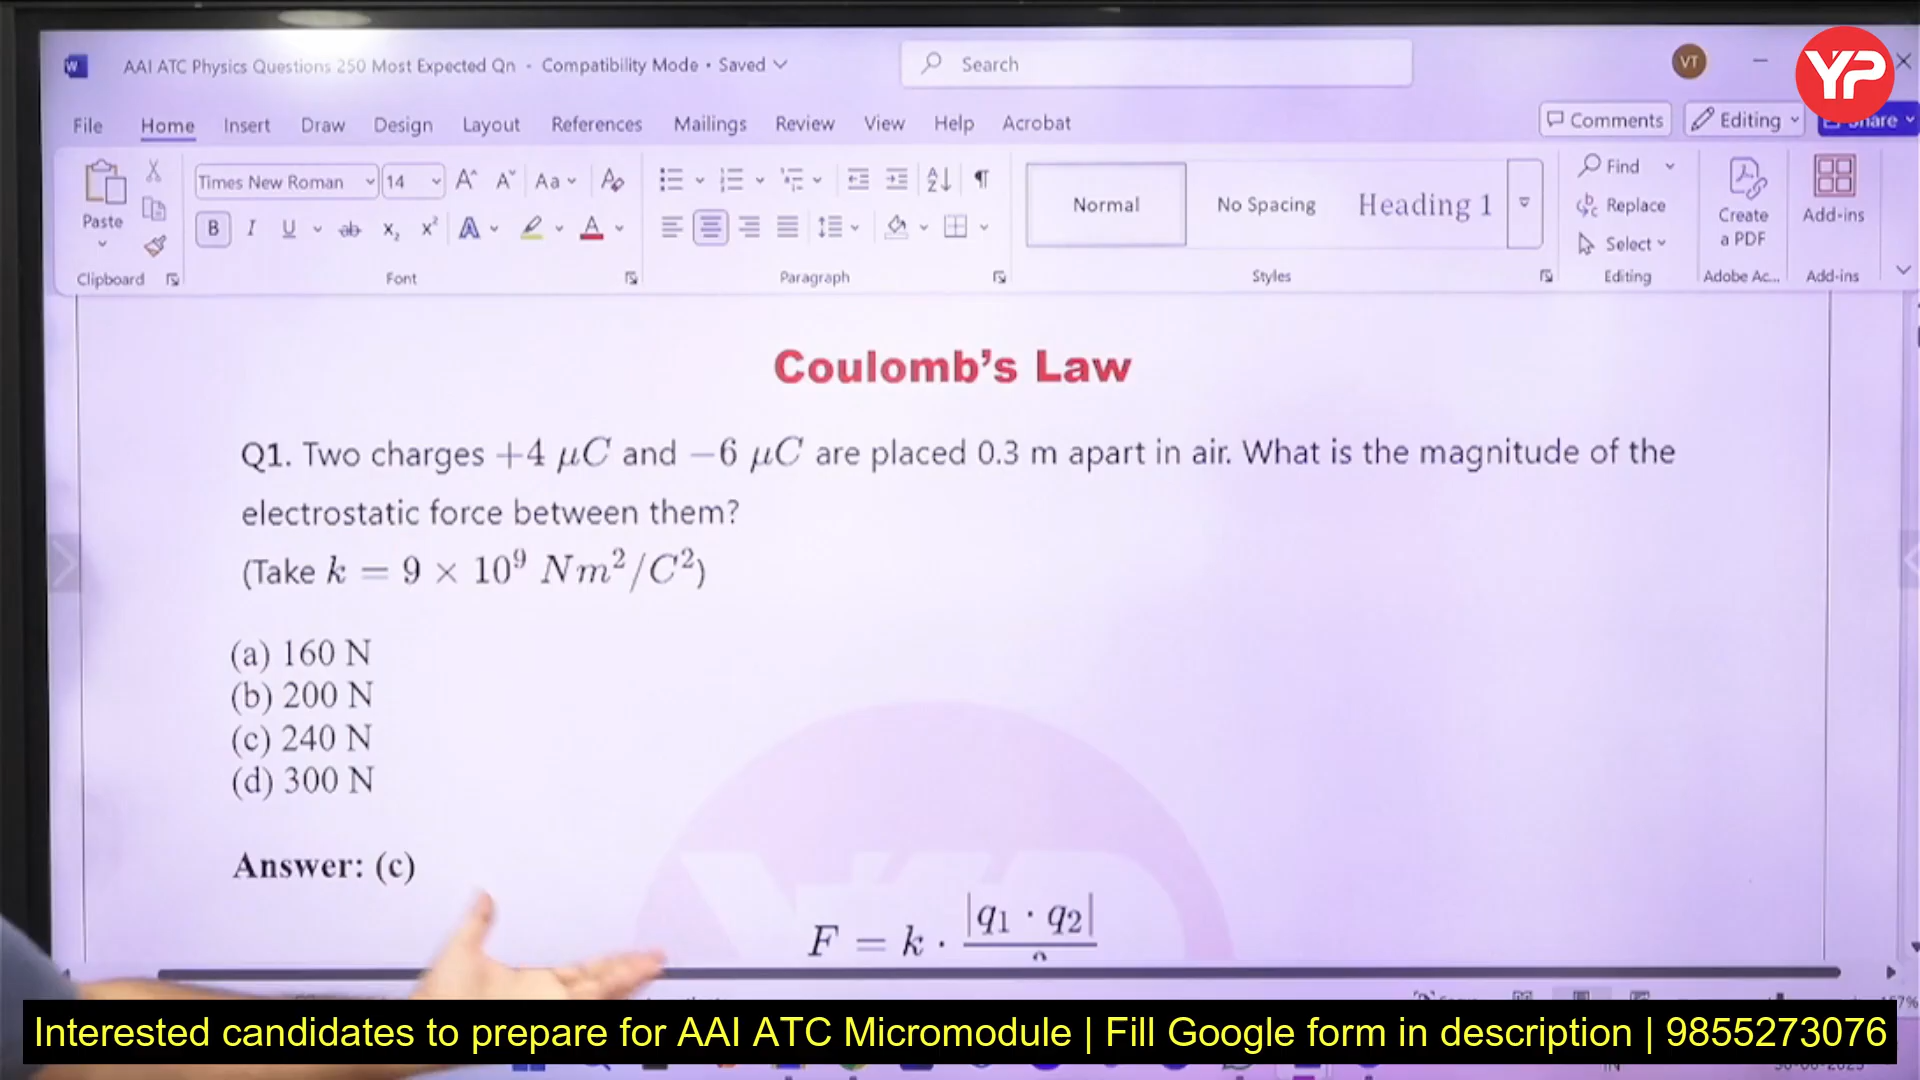 AAI ATC Physics Questions 250 Most Expected Qn - Compatibility Mode • Saved
Search
VT
YP
File Home Insert Draw Design Layout References Mailings Review View Help Acrobat
Comments Editing Share
Times New Roman 14
Paste
Clipboard
Font
Paragraph
Normal No Spacing Heading 1
Styles
Find
Replace
Select
Editing
Create
a PDF
Adobe Ac...
Add-ins
Add-ins
Coulomb's Law
Q1. Two charges +4 μC and −6 μC are placed 0.3 m apart in air. What is the magnitude of the
electrostatic force between them?
(Take k = 9 × 10⁹ Nm²/C²)
(a) 160 N
(b) 200 N
(c) 240 N
(d) 300 N
Answer: (c)
F = k · |q₁ · q₂|
Interested candidates to prepare for AAI ATC Micromodule | Fill Google form in description | 9855273076